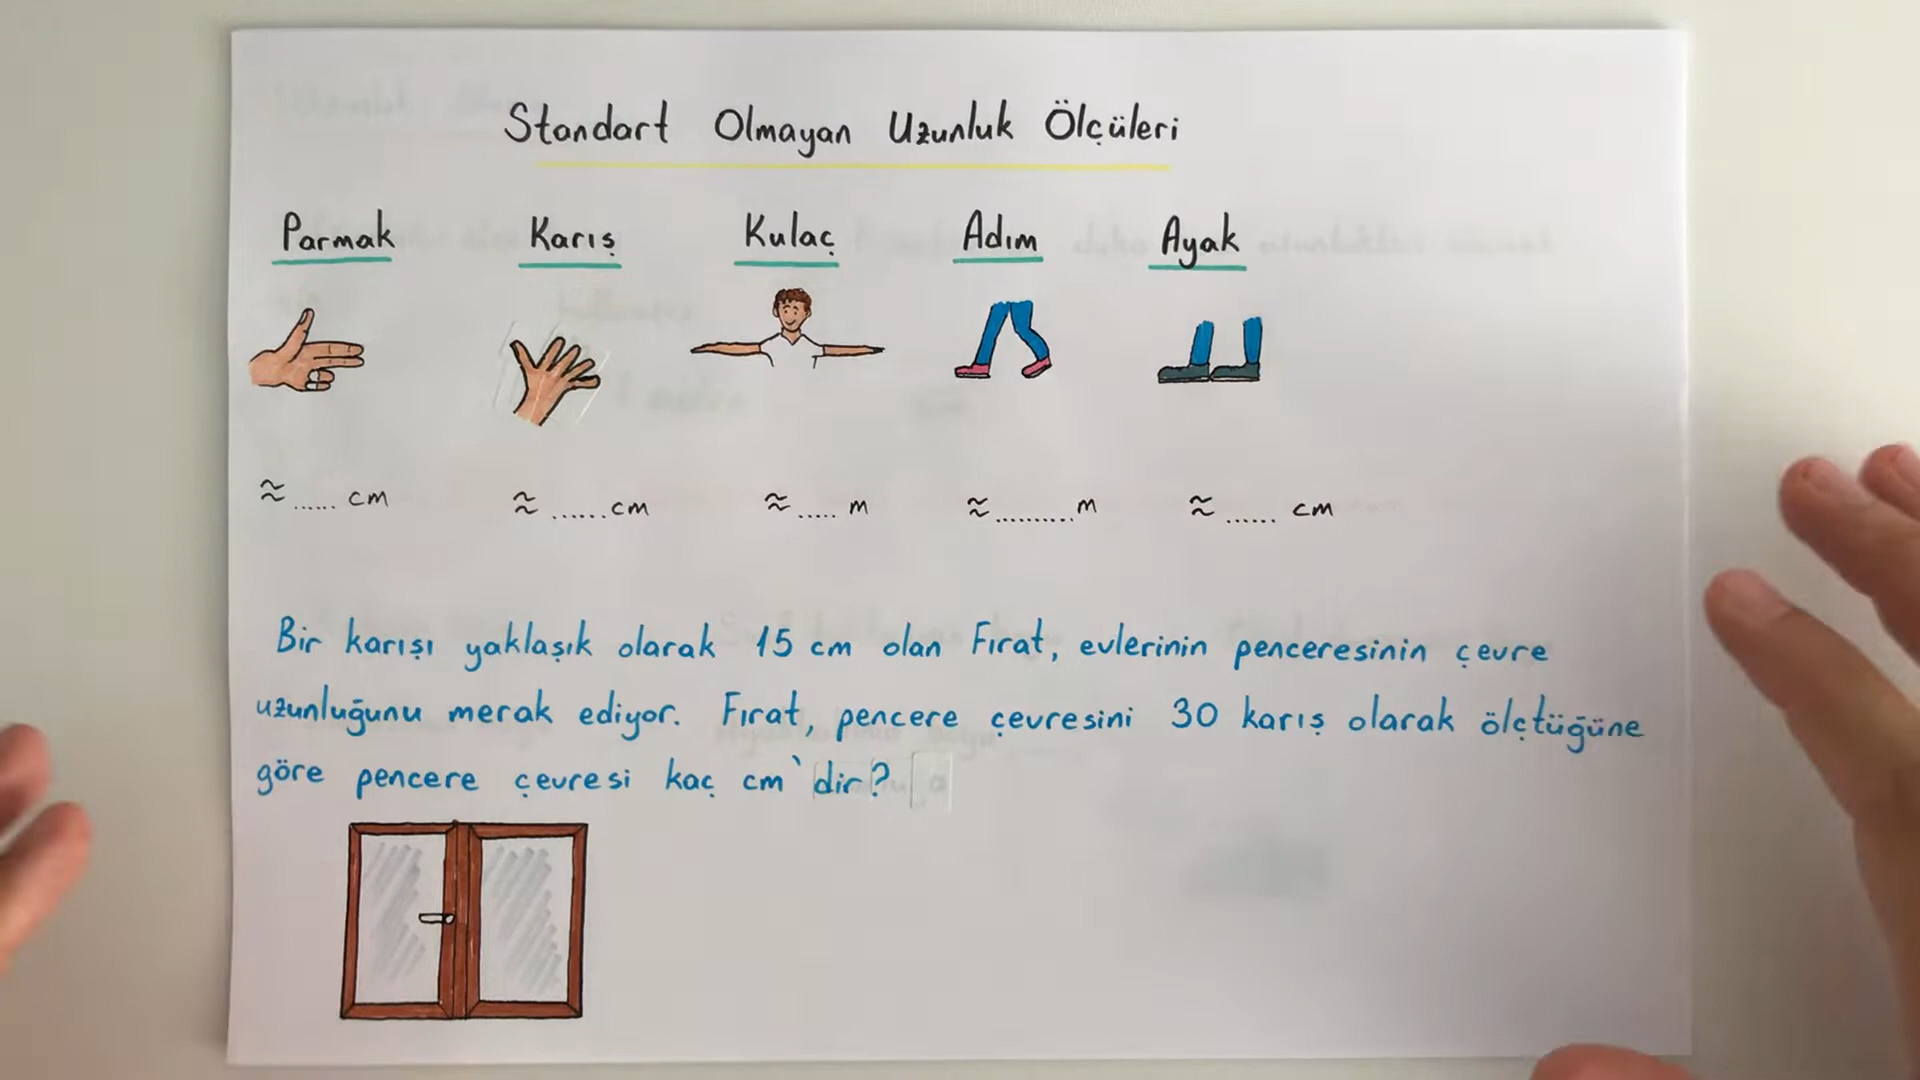 Standart Olmayan Uzunluk Ölçüleri
Parmak Karış Kulaç Adım Ayak
≈ ...... cm ≈ ...... cm ≈ ..... m ≈ .......... m ≈ ...... cm
Bir karışı yaklaşık olarak 15 cm olan Fırat, evlerinin penceresinin çevre
uzunluğunu merak ediyor. Fırat, pencere çevresini 30 karış olarak ölçtüğüne
göre pencere çevresi kaç cm'dir?